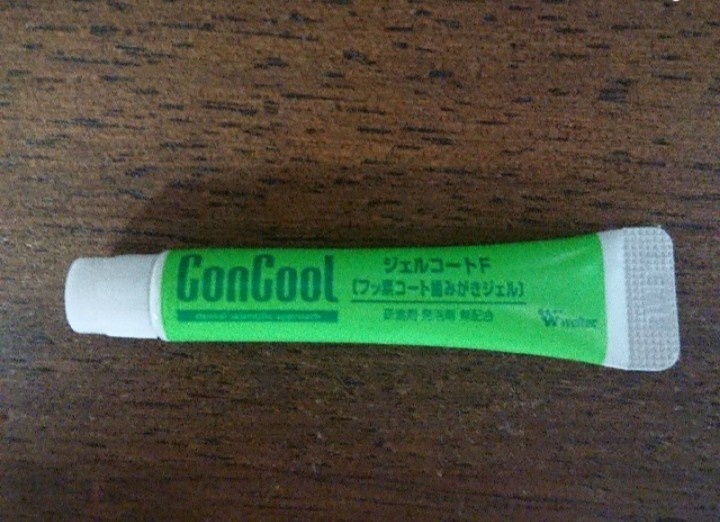 ConCool
ジェルコートF
〔フッ素コート歯みがきジェル〕
研磨剤・発泡剤 無配合
Weltec